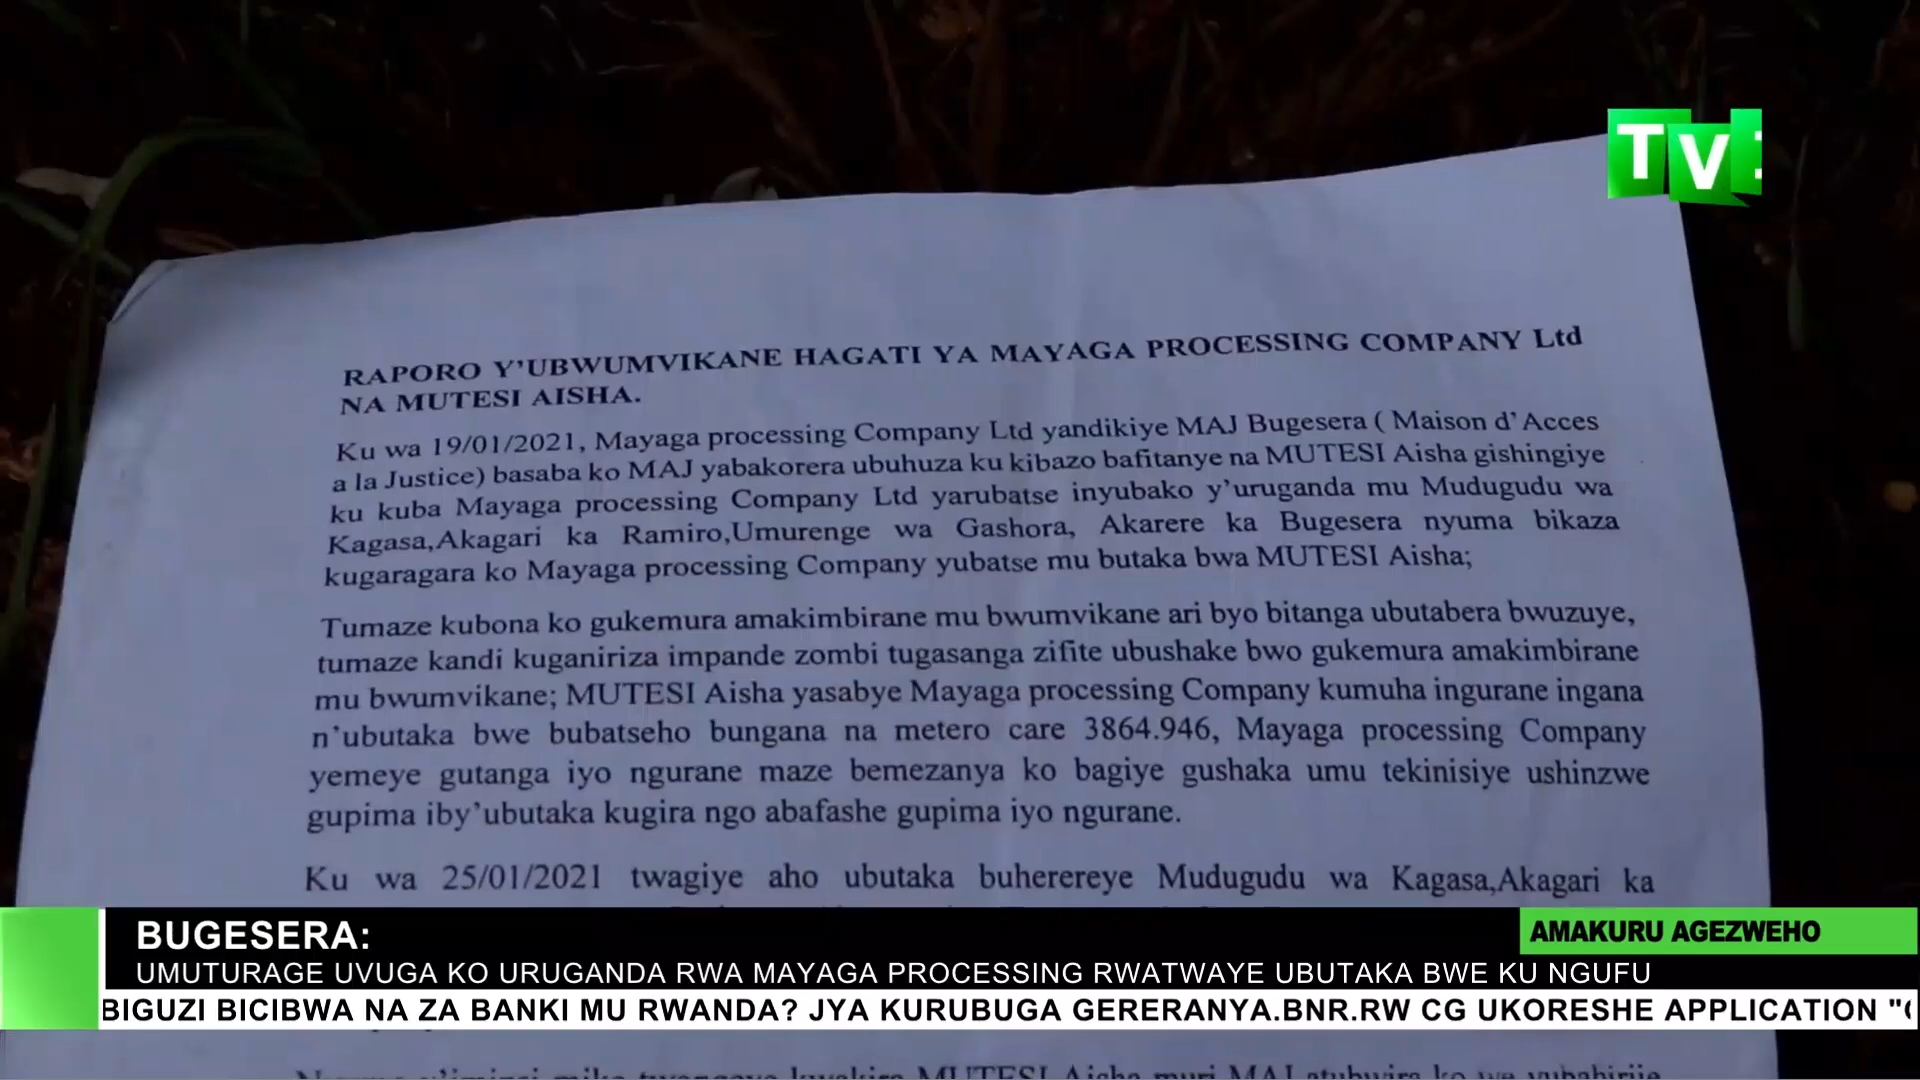 TV
RAPORO Y'UBWUMVIKANE HAGATI YA MAYAGA PROCESSING COMPANY Ltd
NA MUTESI AISHA.
Ku wa 19/01/2021, Mayaga processing Company Ltd yandikiye MAJ Bugesera ( Maison d'Acces
a la Justice) basaba ko MAJ yabakorera ubuhuza ku kibazo bafitanye na MUTESI Aisha gishingiye
ku kuba Mayaga processing Company Ltd yarubatse inyubako y'uruganda mu Mudugudu wa
Kagasa,Akagari ka Ramiro,Umurenge wa Gashora, Akarere ka Bugesera nyuma bikaza
kugaragara ko Mayaga processing Company yubatse mu butaka bwa MUTESI Aisha;
Tumaze kubona ko gukemura amakimbirane mu bwumvikane ari byo bitanga ubutabera bwuzuye,
tumaze kandi kuganiriza impande zombi tugasanga zifite ubushake bwo gukemura amakimbirane
mu bwumvikane; MUTESI Aisha yasabye Mayaga processing Company kumuha ingurane ingana
n'ubutaka bwe bubatseho bungana na metero care 3864.946, Mayaga processing Company
yemeye gutanga iyo ngurane maze bemezanya ko bagiye gushaka umu tekinisiye ushinzwe
gupima iby'ubutaka kugira ngo abafashe gupima iyo ngurane.
Ku wa 25/01/2021 twagiye aho ubutaka buherereye Mudugudu wa Kagasa,Akagari ka
BUGESERA:
AMAKURU AGEZWEHO
UMUTURAGE UVUGA KO URUGANDA RWA MAYAGA PROCESSING RWATWAYE UBUTAKA BWE KU NGUFU
BIGUZI BICIBWA NA ZA BANKI MU RWANDA? JYA KURUBUGA GERERANYA.BNR.RW CG UKORESHE APPLICATION "
MUTESI Aisha muri MAJ